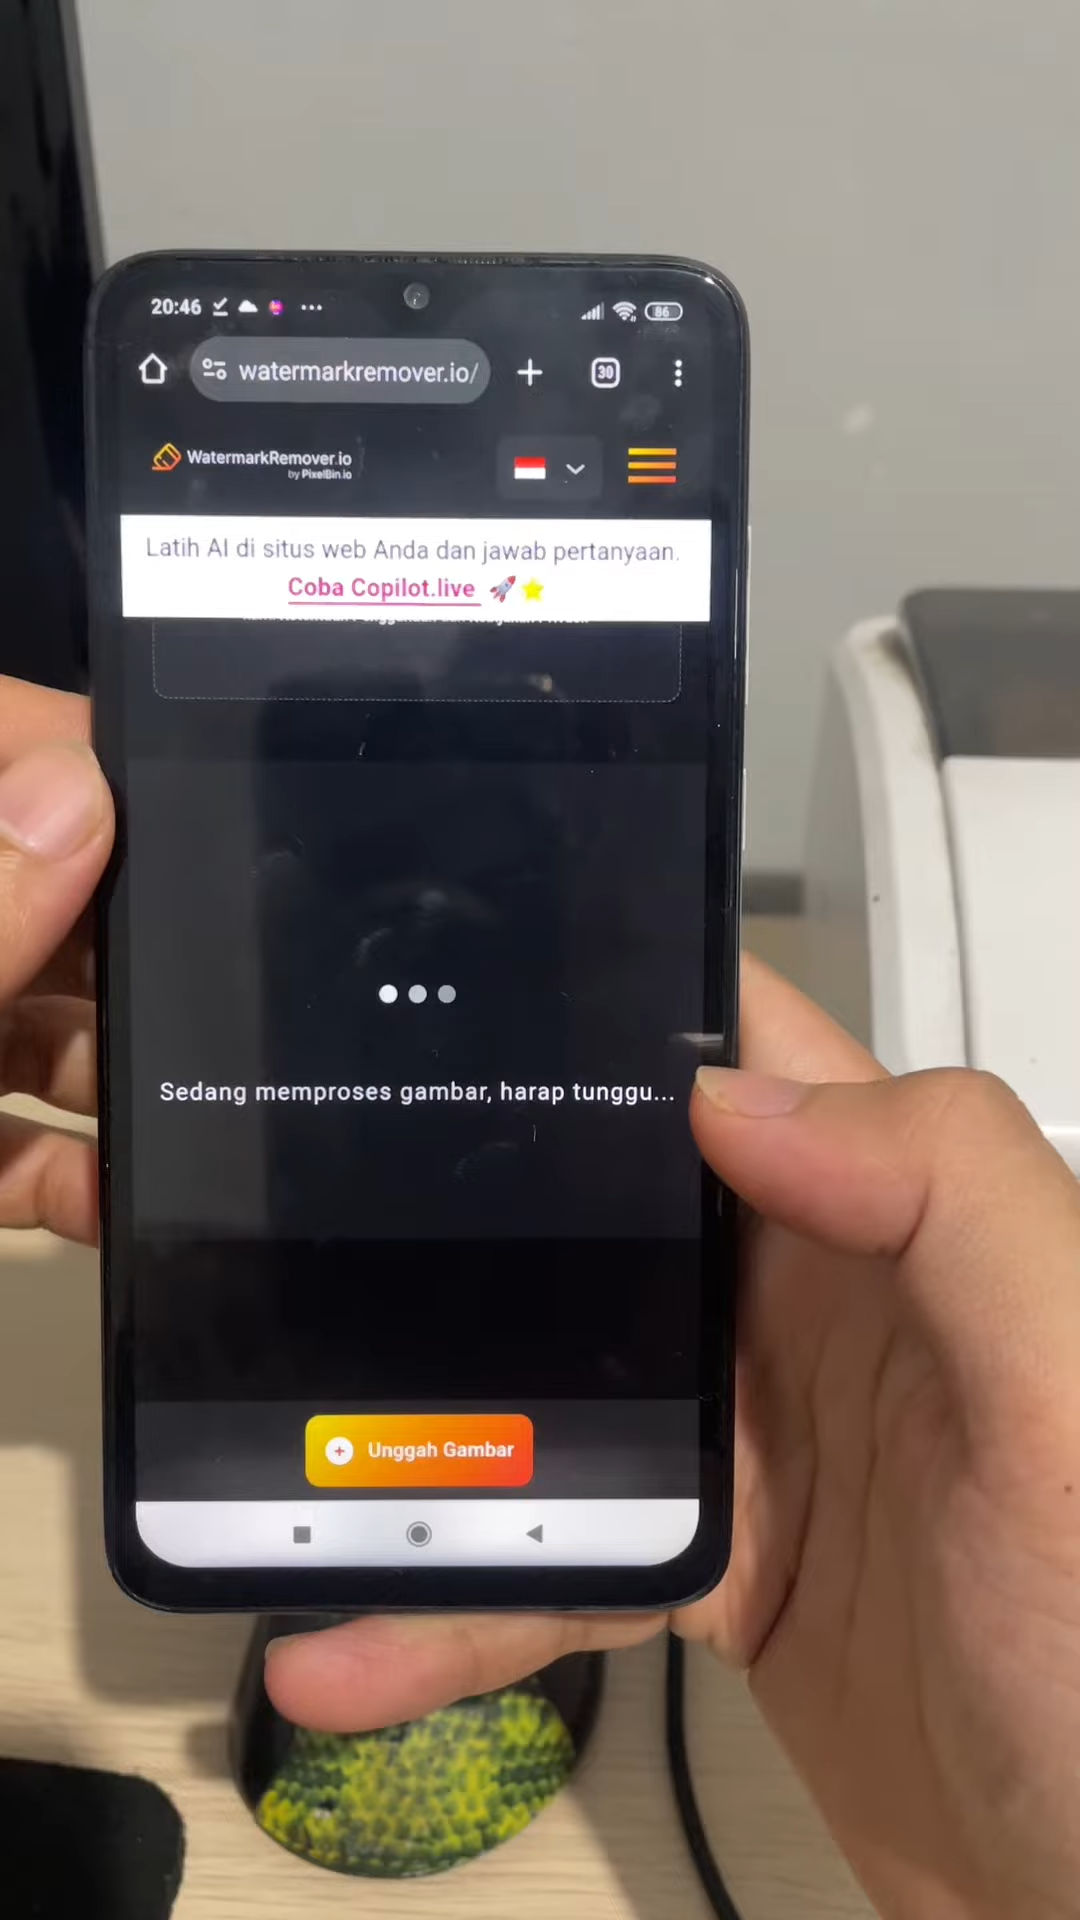 20:46
86
watermarkremover.io/
30
WatermarkRemover.io
by PixelBin.io
Latih AI di situs web Anda dan jawab pertanyaan.
Coba Copilot.live
Sedang memproses gambar, harap tunggu...
Unggah Gambar